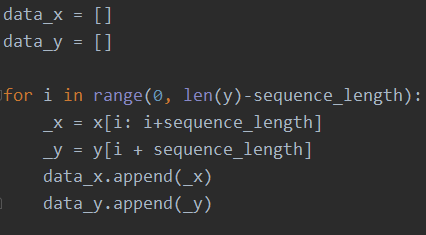 data_x = []
data_y = []
for i in range(0, len(y)-sequence_length):
    _x = x[i: i+sequence_length]
    _y = y[i + sequence_length]
    data_x.append(_x)
    data_y.append(_y)